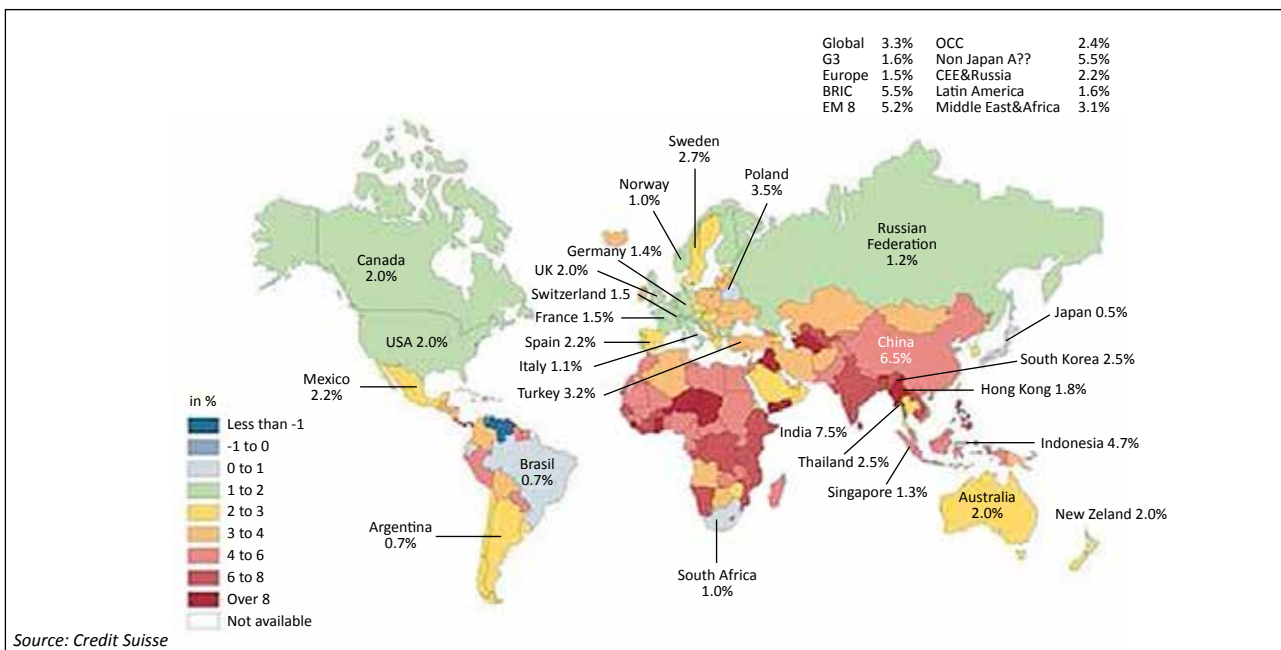 Global 3.3% OCC 2.4%
G3 1.6% Non Japan A?? 5.5%
Europe 1.5% CEE&Russia 2.2%
BRIC 5.5% Latin America 1.6%
EM 8 5.2% Middle East&Africa 3.1%
Sweden
2.7%
Norway
1.0%
Poland
3.5%
Germany 1.4%
UK 2.0%
Switzerland 1.5
France 1.5%
Spain 2.2%
Italy 1.1%
Turkey 3.2%
Russian
Federation
1.2%
Canada
2.0%
USA 2.0%
Mexico
2.2%
China
6.5%
Japan 0.5%
South Korea 2.5%
Hong Kong 1.8%
India 7.5%
Indonesia 4.7%
Thailand 2.5%
Singapore 1.3%
Brasil
0.7%
Argentina
0.7%
South Africa
1.0%
Australia
2.0%
New Zeland 2.0%
in %
Less than -1
-1 to 0
0 to 1
1 to 2
2 to 3
3 to 4
4 to 6
6 to 8
Over 8
Not available
Source: Credit Suisse